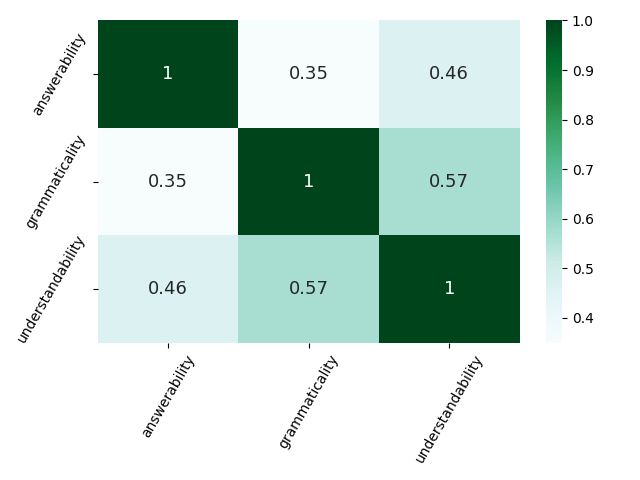 answerability
1
0.35
0.46
grammaticality
0.35
1
0.57
understandability
0.46
0.57
1
answerability
grammaticality
understandability
1.0
0.9
0.8
0.7
0.6
0.5
0.4